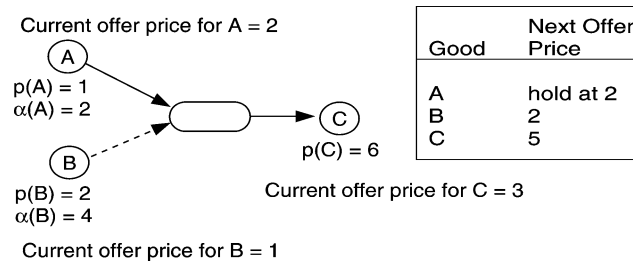 Current offer price for A = 2
A
p(A) = 1
α(A) = 2
B
p(B) = 2
α(B) = 4
C
p(C) = 6
Current offer price for C = 3
Current offer price for B = 1
Next Offer
Good Price
A hold at 2
B 2
C 5